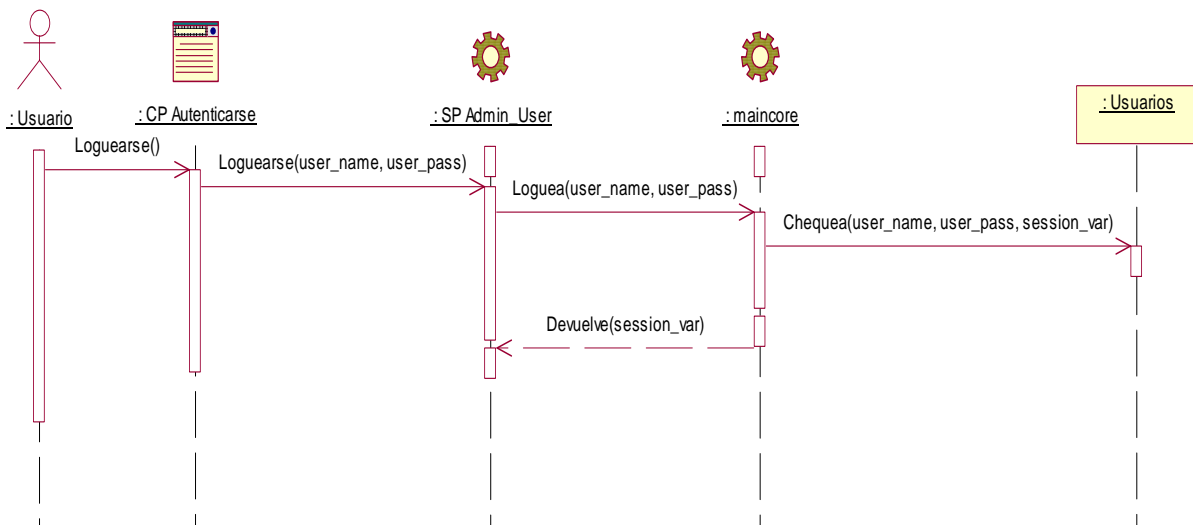 : Usuario
: CP Autenticarse
: SP Admin_User
: maincore
: Usuarios
Loguearse()
Loguearse(user_name, user_pass)
Loguea(user_name, user_pass)
Chequea(user_name, user_pass, session_var)
Devuelve(session_var)